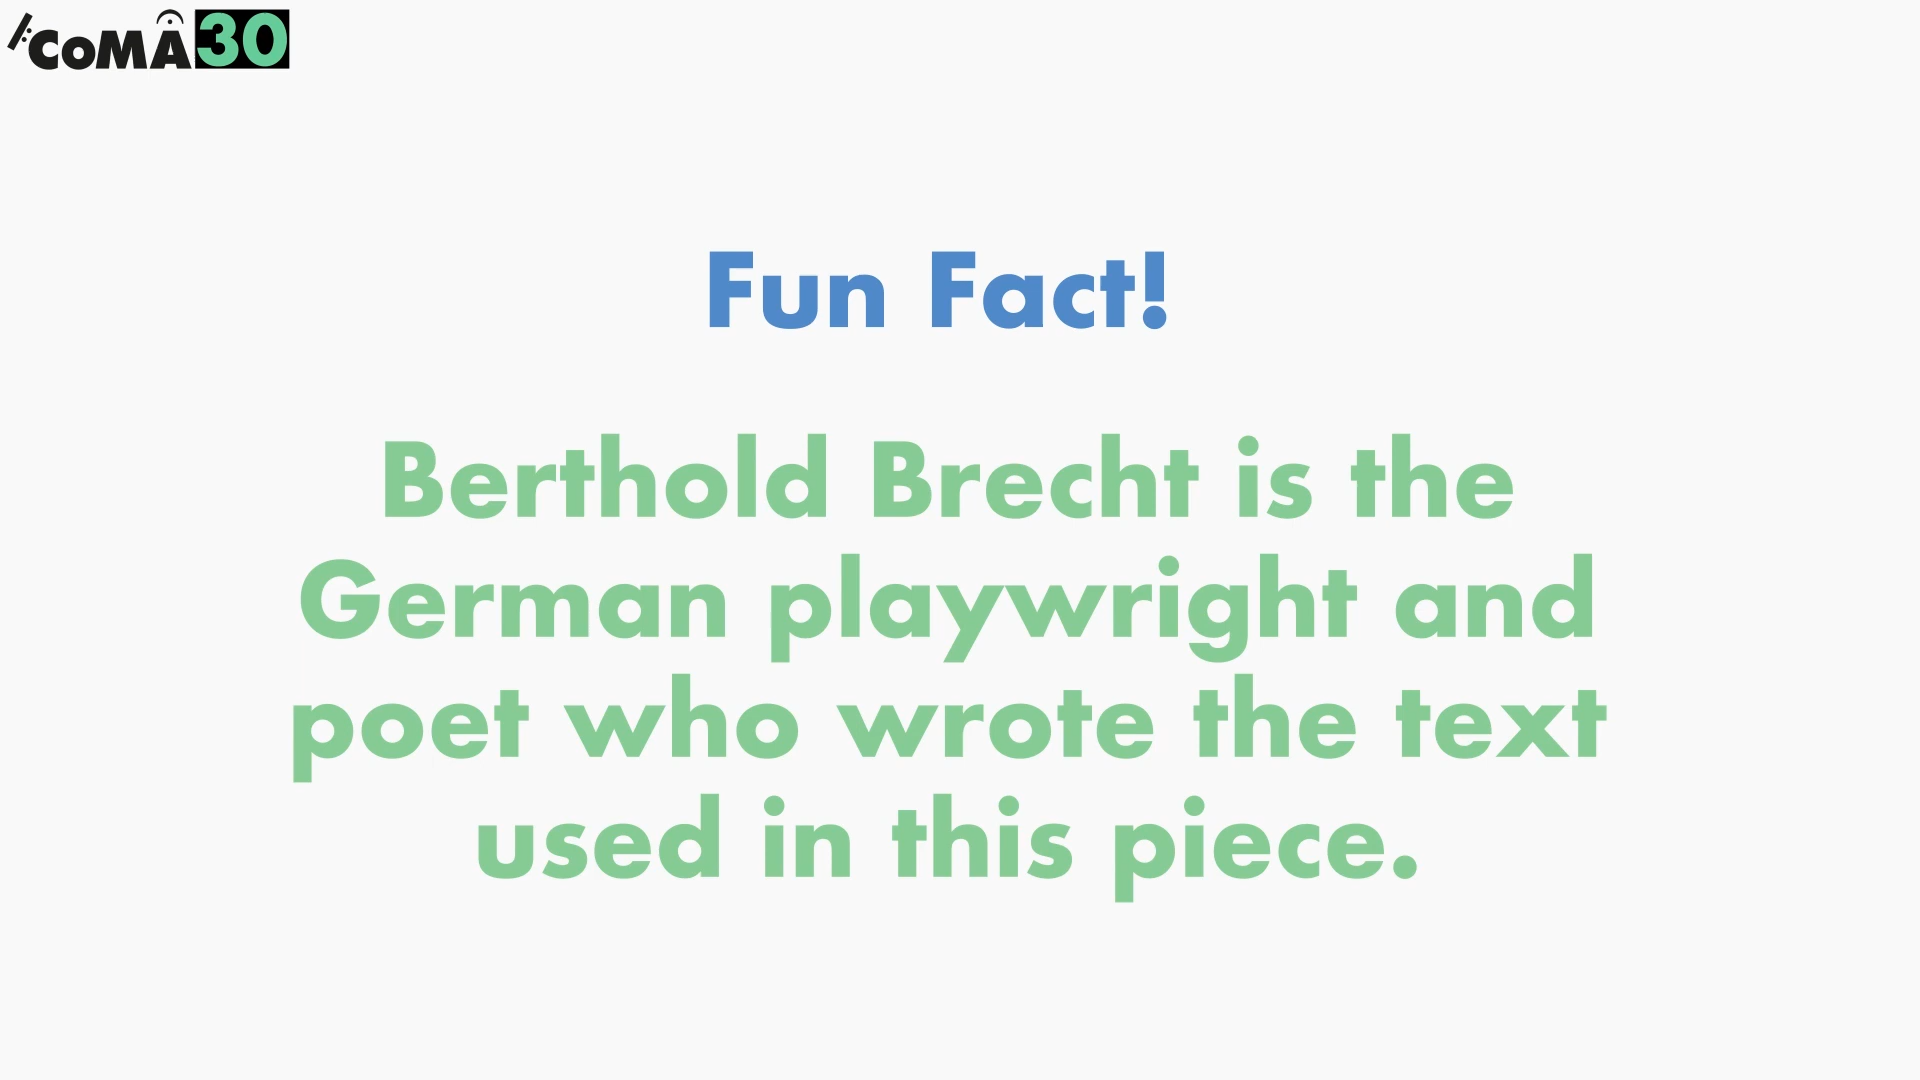 CoMA30
Fun Fact!
Berthold Brecht is the
German playwright and
poet who wrote the text
used in this piece.